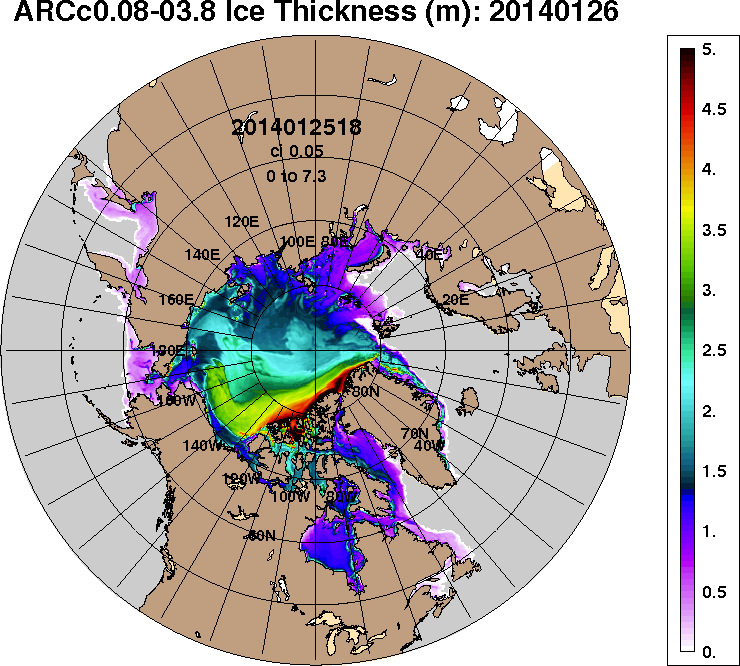 ARCc0.08-03.8 Ice Thickness (m): 20140126
2014012518
ci 0.05
0 to 7.3
120E
100E 80E
140E
40E
160E
20E
180E
160W
80N
140W
70N
40W
120W
100W
80W
60N
5.
4.5
4.
3.5
3.
2.5
2.
1.5
1.
0.5
0.